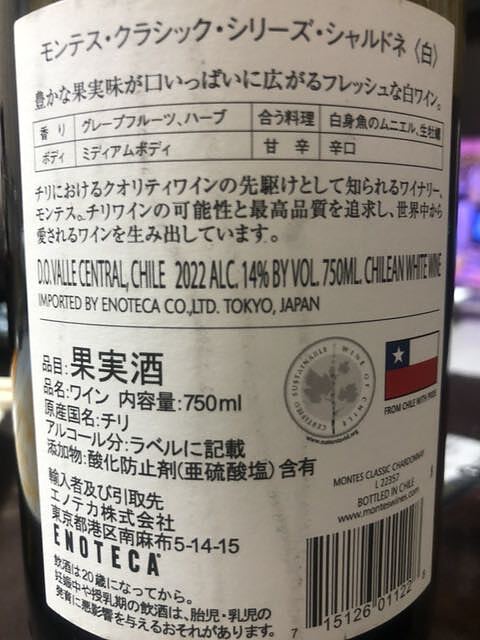 モンテス・クラシック・シリーズ・シャルドネ〈白〉
豊かな果実味が口いっぱいに広がるフレッシュな白ワイン。
香り グレープフルーツ、ハーブ 合う料理 白身魚のムニエル、生牡蠣
ボディ ミディアムボディ 甘辛 辛口
チリにおけるクオリティワインの先駆けとして知られるワイナリー、
モンテス。チリワインの可能性と最高品質を追求し、世界中から
愛されるワインを生み出しています。
D.O. VALLE CENTRAL, CHILE 2022 ALC. 14% BY VOL. 750ML. CHILEAN WHITE WINE
IMPORTED BY ENOTECA CO.,LTD. TOKYO, JAPAN
品目:果実酒
品名:ワイン 内容量:750ml
原産国名:チリ
アルコール分:ラベルに記載
添加物:酸化防止剤(亜硫酸塩)含有
輸入者及び引取先
エノテカ株式会社
東京都港区南麻布5-14-15
ENOTECA
飲酒は20歳になってから。
妊娠中や授乳期の飲酒は、胎児・乳児の
発育に悪影響を与えるおそれがあります。
CERTIFIED SUSTAINABLE WINE OF CHILE
FROM CHILE WITH PRIDE
MONTES CLASSIC CHARDONNAY
L 22357
BOTTLED IN CHILE
www.monteswines.com
7 15126 01122 8